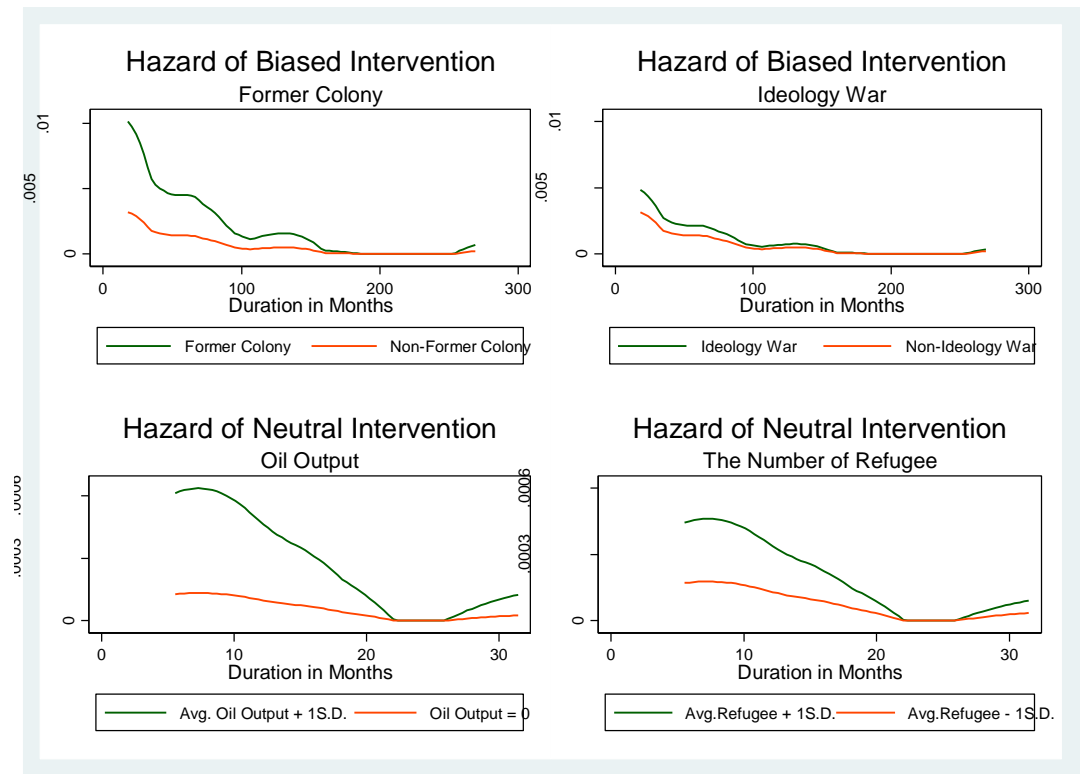 Hazard of Biased Intervention
Former Colony
.01
.005
0
0 100 200 300
Duration in Months
Former Colony Non-Former Colony
Hazard of Biased Intervention
Ideology War
.01
.005
0
0 100 200 300
Duration in Months
Ideology War Non-Ideology War
Hazard of Neutral Intervention
Oil Output
.0006
.0003
0
0 10 20 30
Duration in Months
Avg. Oil Output + 1S.D. Oil Output = 0
Hazard of Neutral Intervention
The Number of Refugee
.0006
.0003
0
0 10 20 30
Duration in Months
Avg.Refugee + 1S.D. Avg.Refugee - 1S.D.